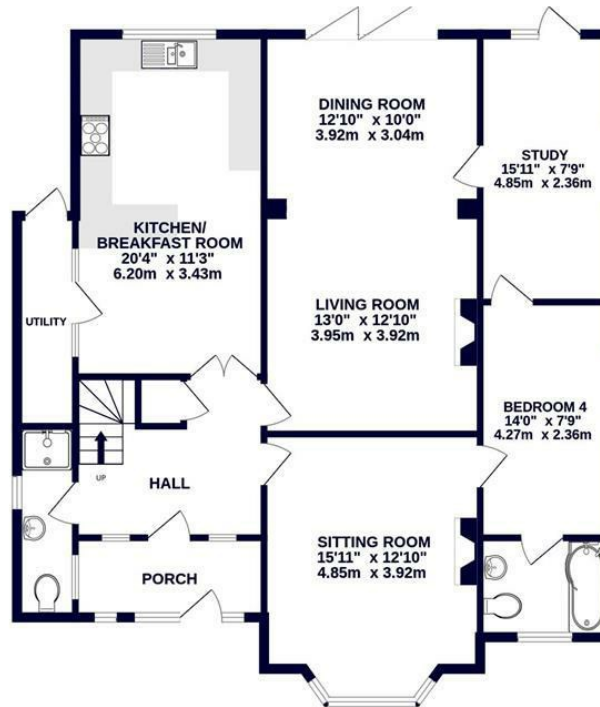 DINING ROOM
12'10" x 10'0"
3.92m x 3.04m
STUDY
15'11" x 7'9"
4.85m x 2.36m
KITCHEN/
BREAKFAST ROOM
20'4" x 11'3"
6.20m x 3.43m
UTILITY
LIVING ROOM
13'0" x 12'10"
3.95m x 3.92m
BEDROOM 4
14'0" x 7'9"
4.27m x 2.36m
UP
HALL
SITTING ROOM
15'11" x 12'10"
4.85m x 3.92m
PORCH